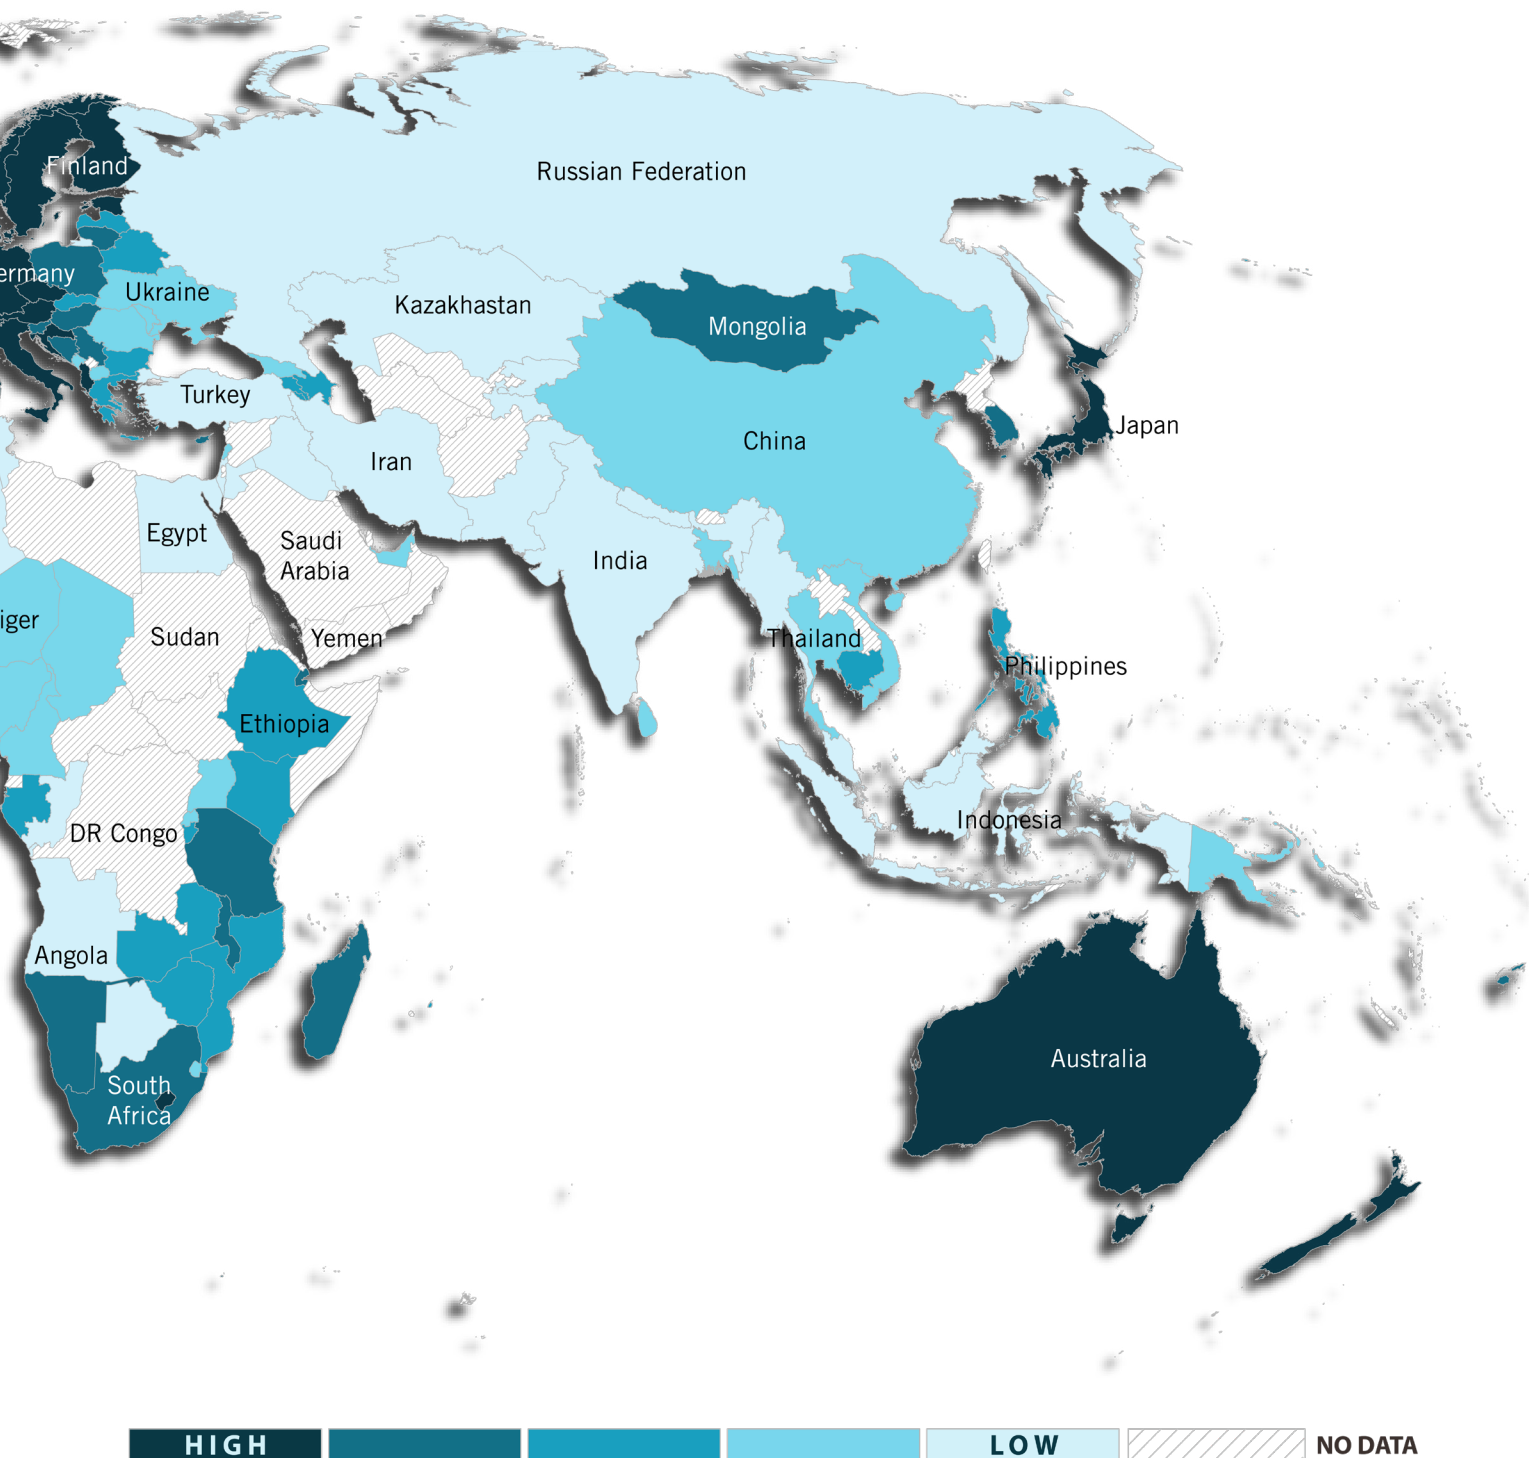 Finland
Russian Federation
ermany
Ukraine
Kazakhastan
Mongolia
Turkey
Japan
China
Iran
Egypt
Saudi
Arabia
India
iger
Sudan
Yemen
Thailand
Philippines
Ethiopia
DR Congo
Indonesia
Angola
Australia
South
Africa
HIGH
LOW
NO DATA